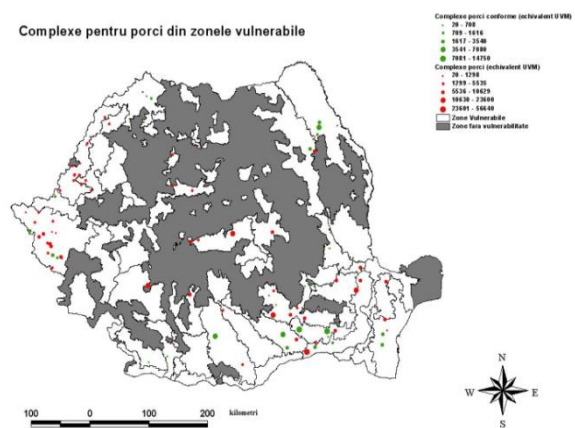 Complexe pentru porci din zonele vulnerabile
Complexe porci conforme (echivalent UVM)
20 - 708
709 - 1616
1617 - 3540
3541 - 7080
7081 - 14750
Complexe porci (echivalent UVM)
20 - 1298
1299 - 5535
5536 - 10629
10630 - 23600
23601 - 56640
Zone Vulnerabile
Zone fara vulnerabilitate
N
W E
S
100 0 100 200 kilometri